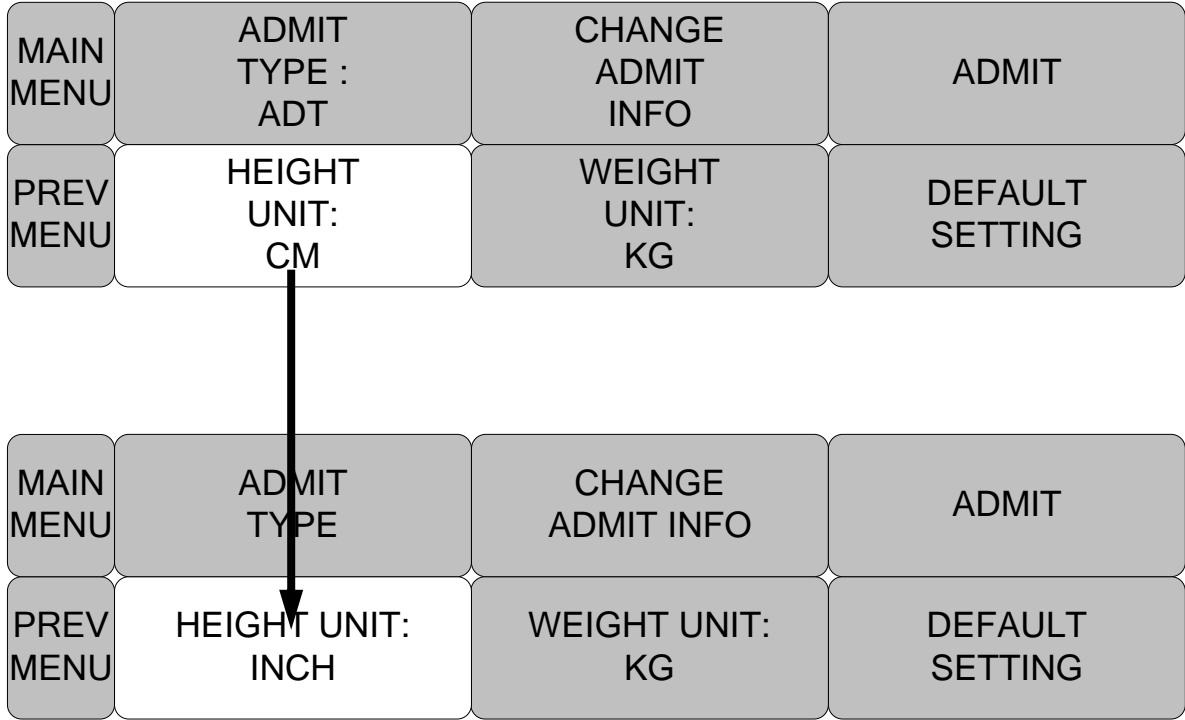 MAIN
MENU
ADMIT
TYPE :
ADT
CHANGE
ADMIT
INFO
ADMIT
PREV
MENU
HEIGHT
UNIT:
CM
WEIGHT
UNIT:
KG
DEFAULT
SETTING
MAIN
MENU
ADMIT
TYPE
CHANGE
ADMIT INFO
ADMIT
PREV
MENU
HEIGHT UNIT:
INCH
WEIGHT UNIT:
KG
DEFAULT
SETTING